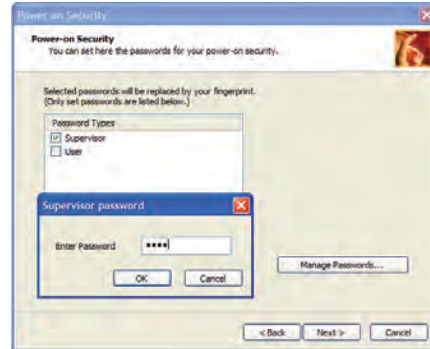 Power-on Security
Power-on Security
You can set here the passwords for your power-on security.
Selected passwords will be replaced by your fingerprint.
(Only set passwords are listed below.)
Password Types
Supervisor
User
Supervisor password
Enter Password ••••
OK Cancel
Manage Passwords...
< Back Next > Cancel